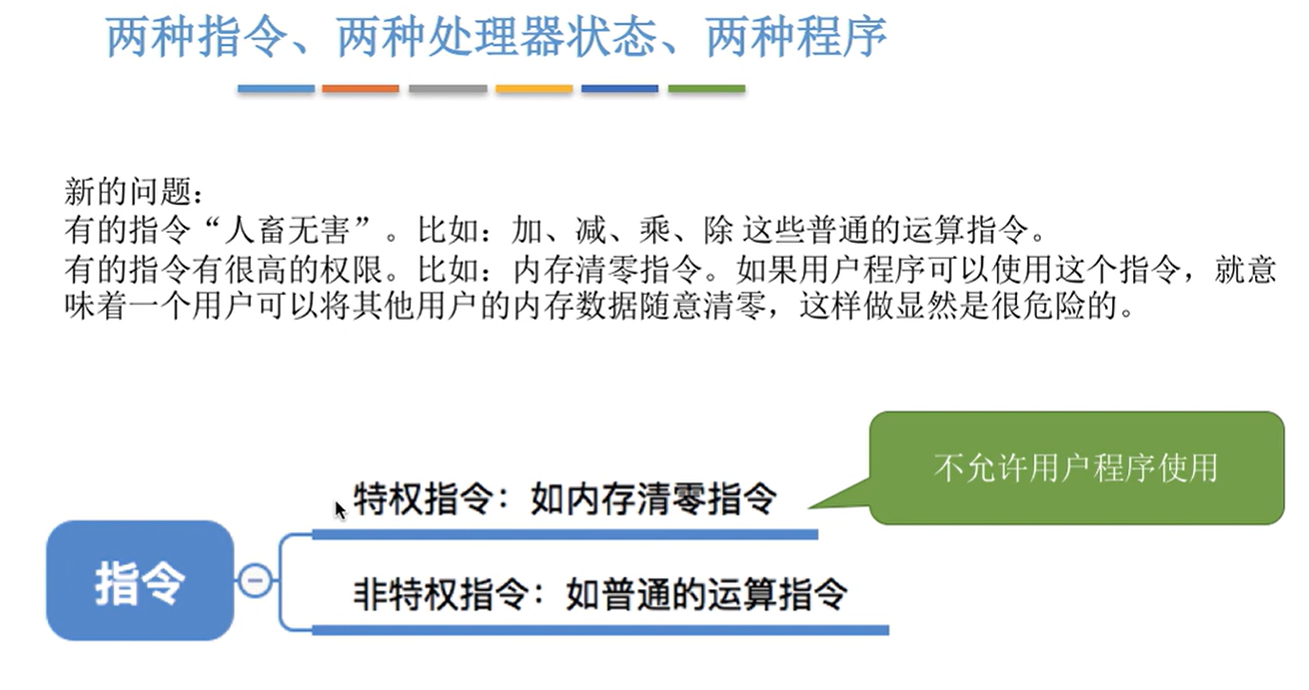 两种指令、两种处理器状态、两种程序
新的问题：
有的指令“人畜无害”。比如：加、减、乘、除 这些普通的运算指令。
有的指令有很高的权限。比如：内存清零指令。如果用户程序可以使用这个指令，就意
味着一个用户可以将其他用户的内存数据随意清零，这样做显然是很危险的。
不允许用户程序使用
特权指令：如内存清零指令
指令
非特权指令：如普通的运算指令